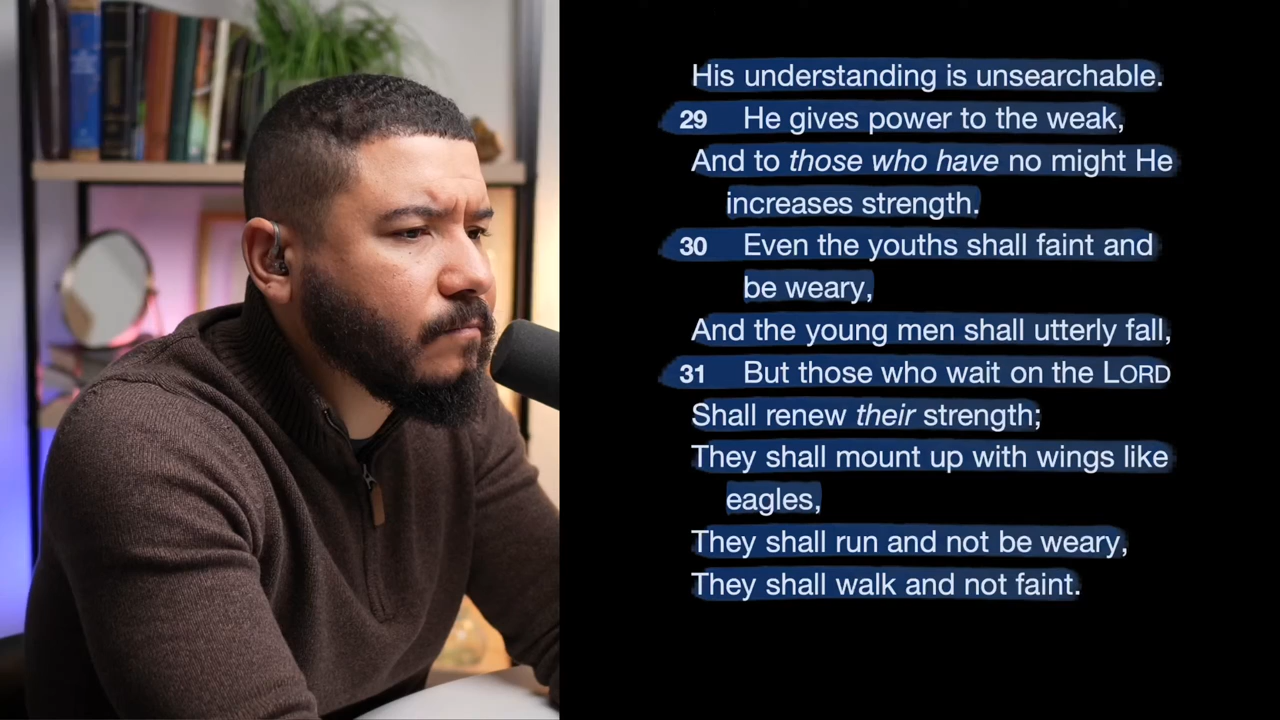 His understanding is unsearchable.
29 He gives power to the weak,
And to those who have no might He
increases strength.
30 Even the youths shall faint and
be weary,
And the young men shall utterly fall,
31 But those who wait on the LORD
Shall renew their strength;
They shall mount up with wings like
eagles,
They shall run and not be weary,
They shall walk and not faint.